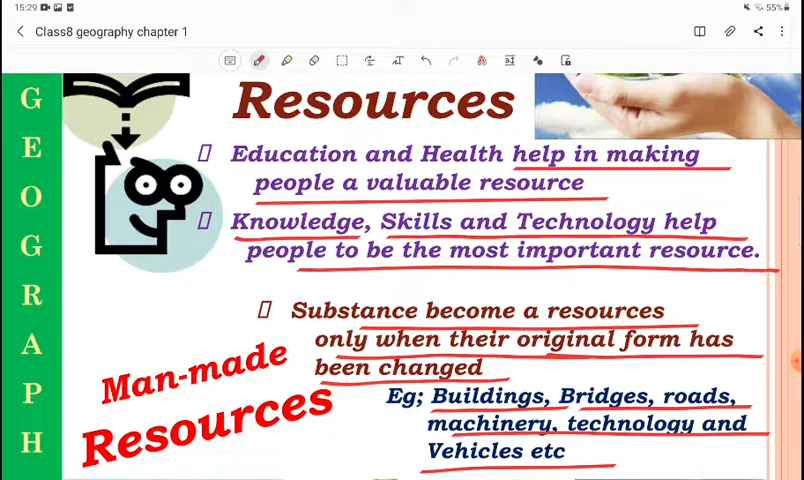 15:29
55%
Class8 geography chapter 1
G
E
O
G
R
A
P
H
Resources
Education and Health help in making
people a valuable resource
Knowledge, Skills and Technology help
people to be the most important resource.
Substance become a resources
only when their original form has
been changed
Man-made
Resources
Eg; Buildings, Bridges, roads,
machinery, technology and
Vehicles etc